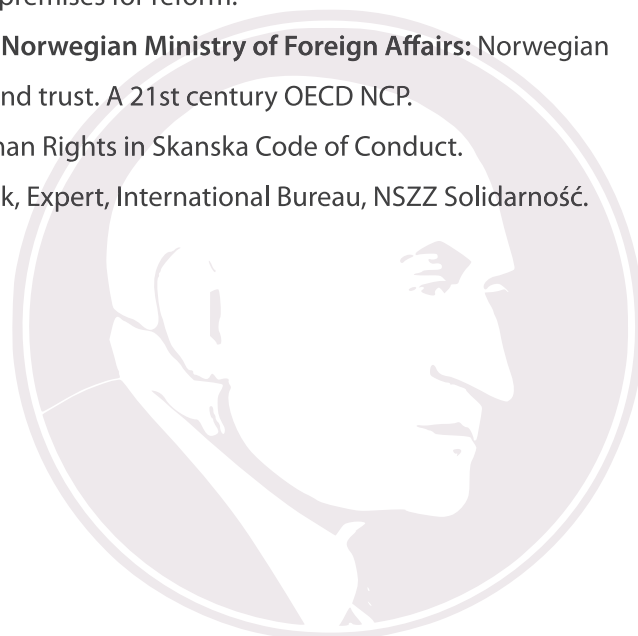 premises for reform.
Norwegian Ministry of Foreign Affairs: Norwegian
nd trust. A 21st century OECD NCP.
nan Rights in Skanska Code of Conduct.
k, Expert, International Bureau, NSZZ Solidarność.